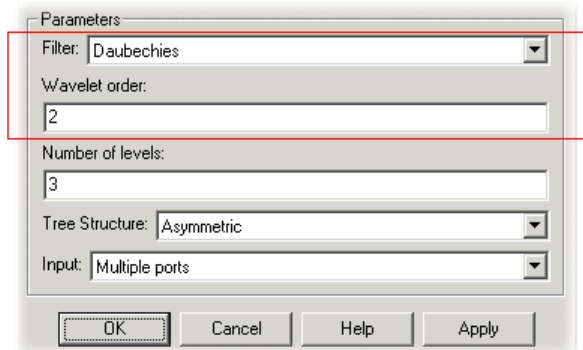 Parameters
Filter: Daubechies
Wavelet order:
2
Number of levels:
3
Tree Structure: Asymmetric
Input: Multiple ports
OK Cancel Help Apply